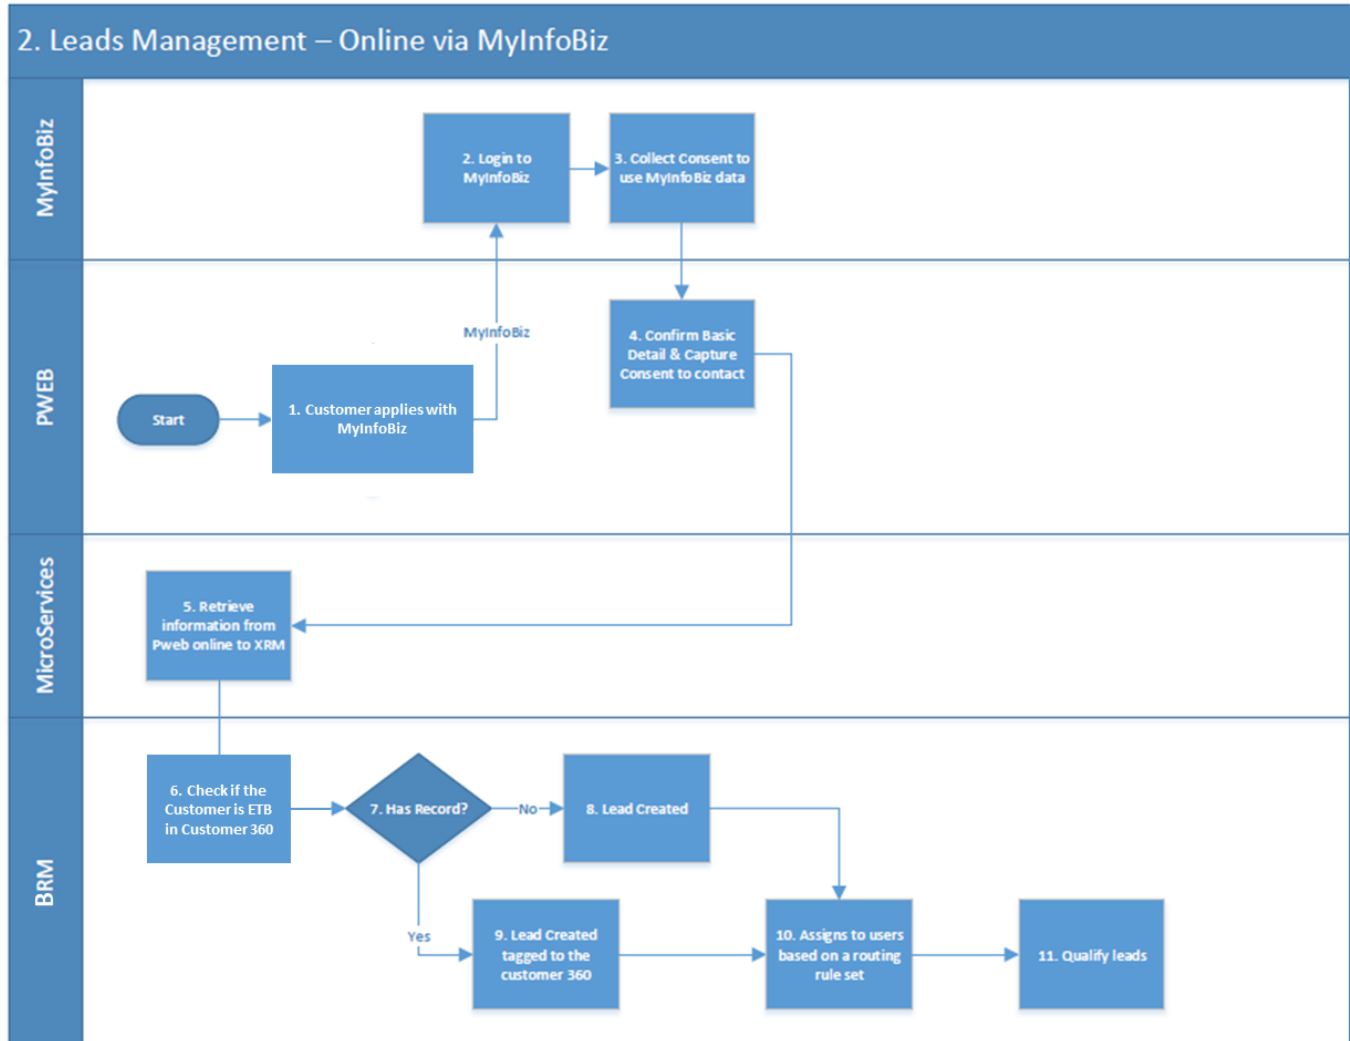 2. Leads Management – Online via MyInfoBiz
MyInfoBiz
2. Login to
MyInfoBiz
3. Collect Consent to
use MyInfoBiz data
PWEB
MyInfoBiz
4. Confirm Basic
Detail & Capture
Consent to contact
Start
1. Customer applies with
MyInfoBiz
MicroServices
5. Retrieve
information from
Pweb online to XRM
BRM
6. Check if the
Customer is ETB
in Customer 360
7. Has Record?
No
8. Lead Created
Yes
9. Lead Created
tagged to the
customer 360
10. Assigns to users
based on a routing
rule set
11. Qualify leads